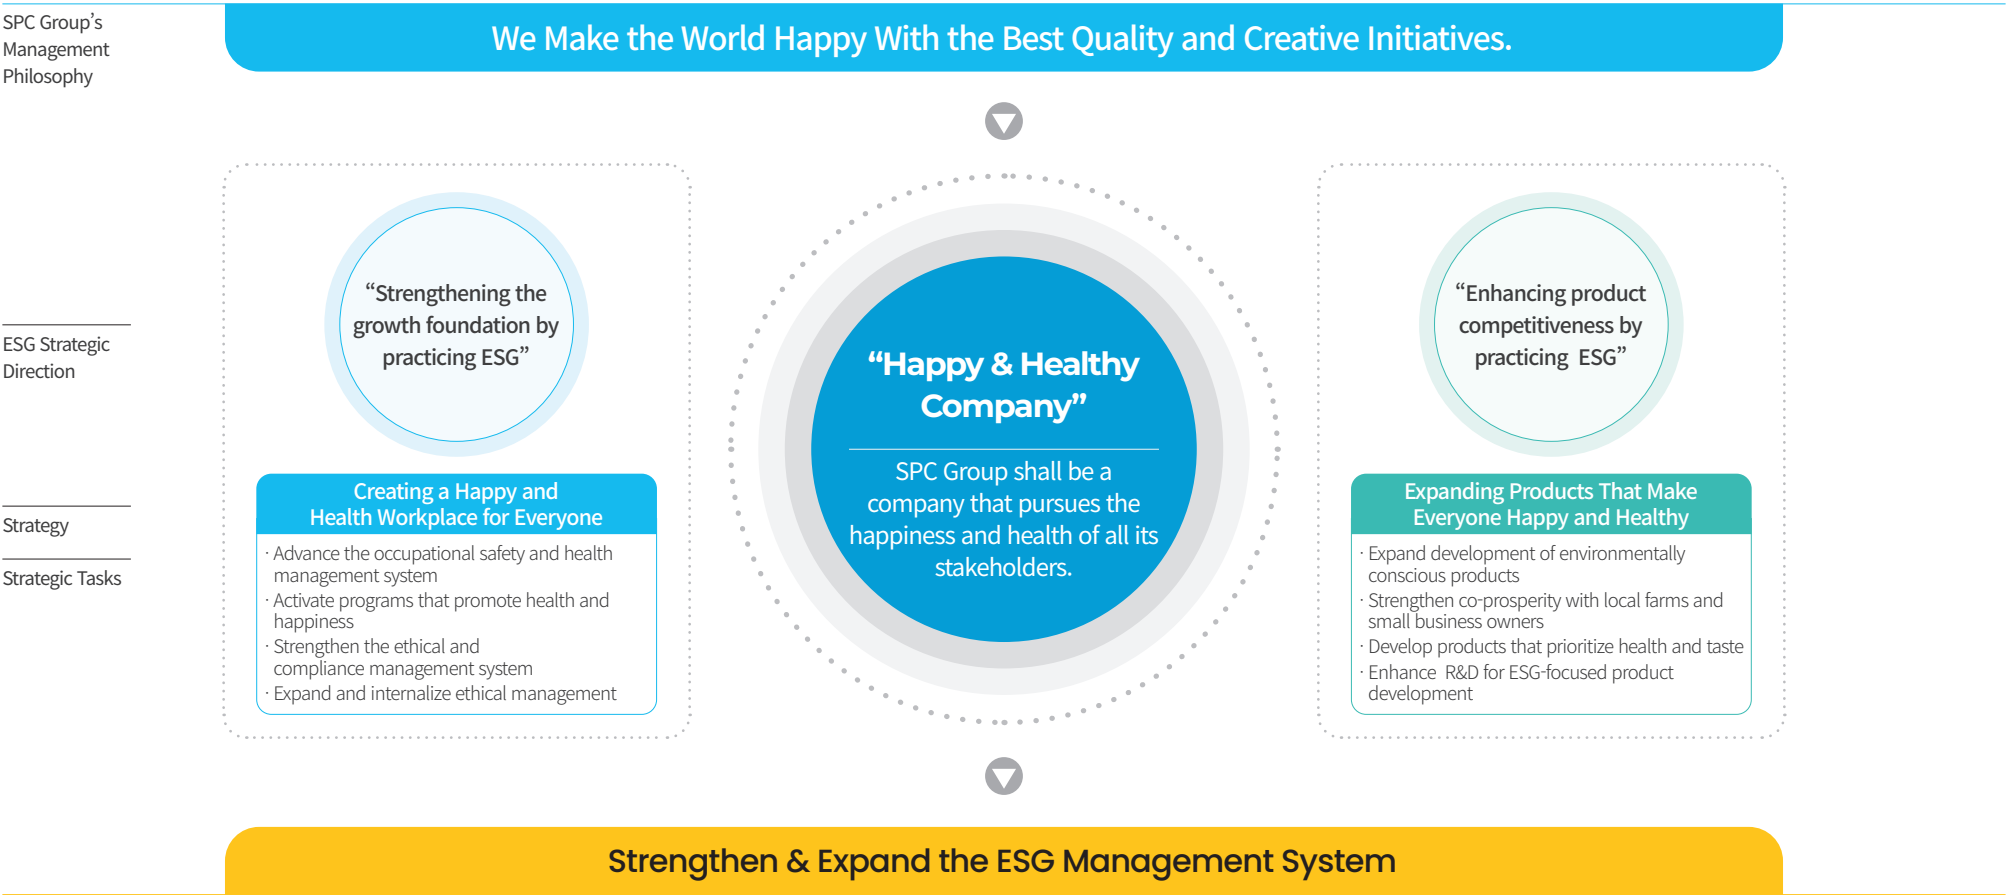 SPC Group’s
Management
Philosophy
We Make the World Happy With the Best Quality and Creative Initiatives.
ESG Strategic
Direction
“Strengthening the
growth foundation by
practicing ESG”
“Happy & Healthy
Company”
SPC Group shall be a
company that pursues the
happiness and health of all its
stakeholders.
“Enhancing product
competitiveness by
practicing ESG”
Strategy
Creating a Happy and
Health Workplace for Everyone
Expanding Products That Make
Everyone Happy and Healthy
Strategic Tasks
· Advance the occupational safety and health
management system
· Activate programs that promote health and
happiness
· Strengthen the ethical and
compliance management system
· Expand and internalize ethical management
· Expand development of environmentally
conscious products
· Strengthen co-prosperity with local farms and
small business owners
· Develop products that prioritize health and taste
· Enhance R&D for ESG-focused product
development
Strengthen & Expand the ESG Management System